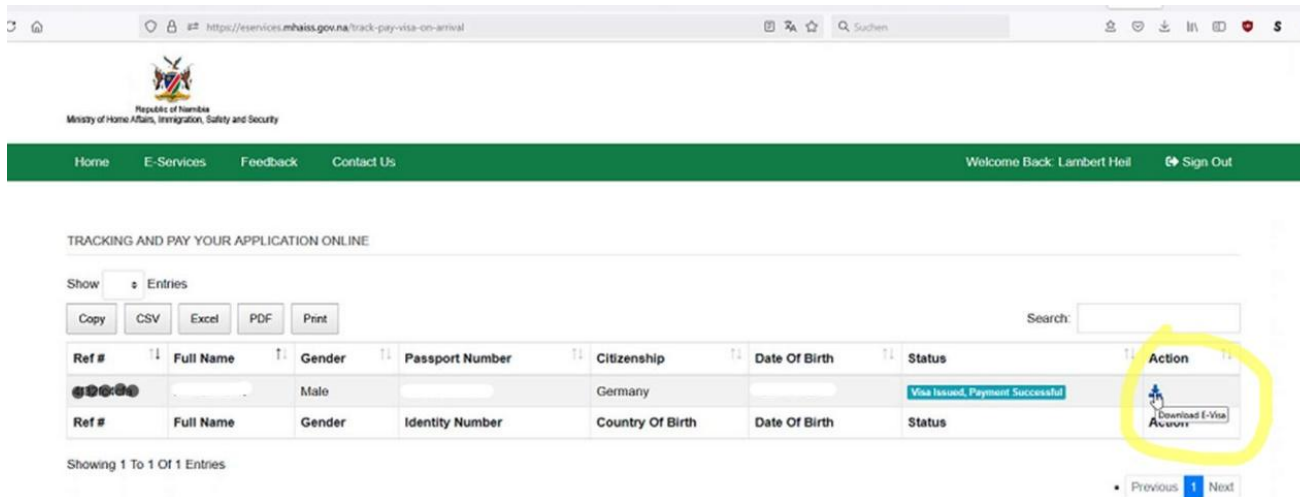 https://eservices.mhaiss.gov.na/track-pay-visa-on-arrival
Suchen
Republic of Namibia
Ministry of Home Affairs, Immigration, Safety and Security
Home E-Services Feedback Contact Us Welcome Back: Lambert Heil Sign Out
TRACKING AND PAY YOUR APPLICATION ONLINE
Show Entries
Copy CSV Excel PDF Print Search:
Ref # Full Name Gender Passport Number Citizenship Date Of Birth Status Action
Male Germany Visa Issued, Payment Successful
Download E-Visa
Ref # Full Name Gender Identity Number Country Of Birth Date Of Birth Status Action
Showing 1 To 1 Of 1 Entries
Previous 1 Next